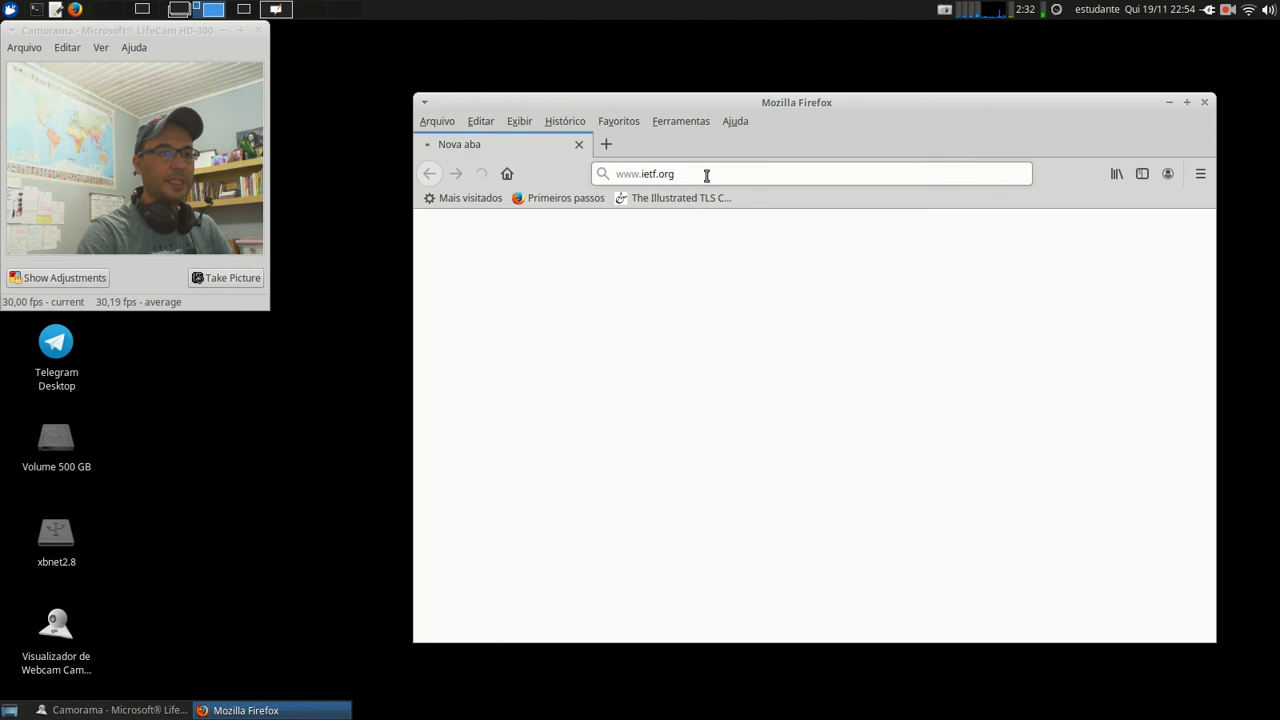 2:32 estudante Qui 19/11 22:54
Camorama - Microsoft® LifeCam HD-300
Arquivo Editar Ver Ajuda
Show Adjustments Take Picture
30,00 fps - current 30,19 fps - average
Telegram
Desktop
Volume 500 GB
xbnet2.8
Visualizador de
Webcam Cam...
Mozilla Firefox
Arquivo Editar Exibir Histórico Favoritos Ferramentas Ajuda
Nova aba
www.ietf.org
Mais visitados Primeiros passos The Illustrated TLS C...
Camorama - Microsoft® Life... Mozilla Firefox